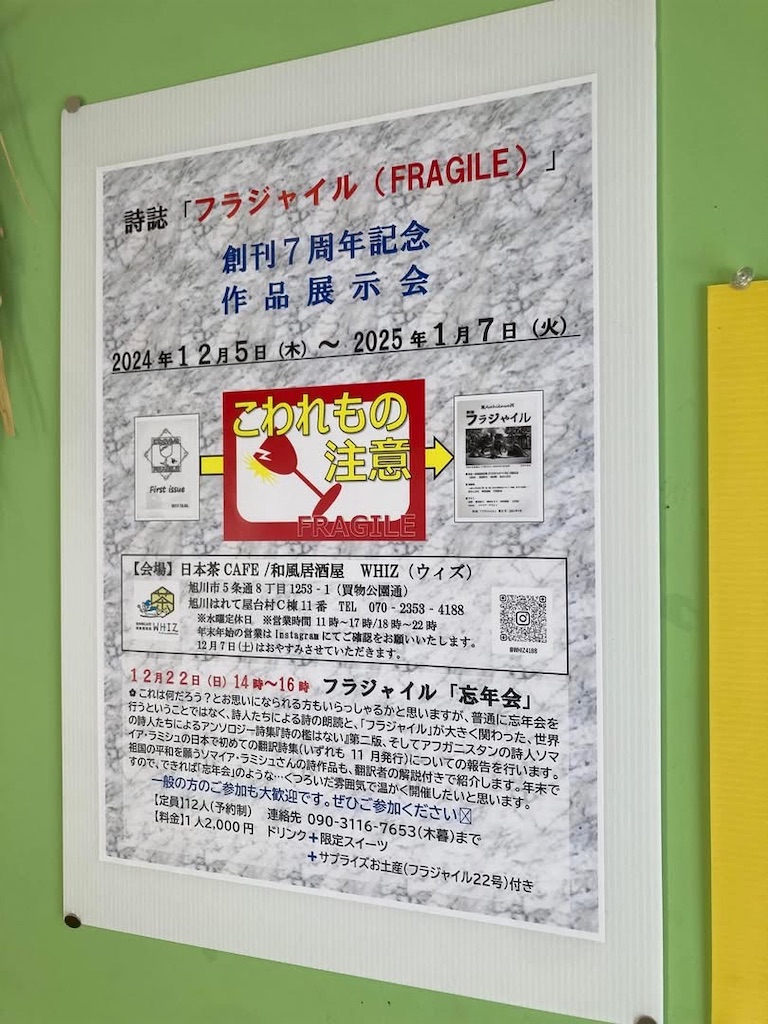 詩誌「フラジャイル（FRAGILE）」
創刊７周年記念
作品展示会
2024年12月5日（木）～ 2025年1月7日（火）
First issue
こわれもの
注意
FRAGILE
フラジャイル
【会場】日本茶CAFE /和風居酒屋　WHIZ（ウィズ）
旭川市５条通８丁目1253‐1（買物公園通）
旭川はれて屋台村Ｃ棟11番　TEL　070‐2353‐4188
※水曜定休日　※営業時間 11時～17時/18時～22時
年末年始の営業はInstagramにてご確認をお願いいたします。
12月7日(土)はおやすみさせていただきます。
WHIZ
@WHIZ4188
12月22日（日）14時～16時　フラジャイル「忘年会」
✿これは何だろう？とお思いになられる方もいらっしゃるかと思いますが、普通に忘年会を
行うということではなく、詩人たちによる詩の朗読と、「フラジャイル」が大きく関わった、世界
の詩人たちによるアンソロジー詩集『詩の檻はない』第二版、そしてアフガニスタンの詩人ソマ
イア・ラミシュの日本で初めての翻訳詩集(いずれも 11 月発行)についての報告を行います。
祖国の平和を願うソマイア・ラミシュさんの詩作品も、翻訳者の解説付きで紹介します。年末で
すので、できれば「忘年会」のような…くつろいだ雰囲気で温かく開催したいと思います。
一般の方のご参加も大歓迎です。ぜひご参加ください
【定員】12人(予約制)　連絡先 090-3116-7653(木暮)まで
【料金】1人2,000円　ドリンク＋限定スイーツ
＋サプライズお土産(フラジャイル22号)付き